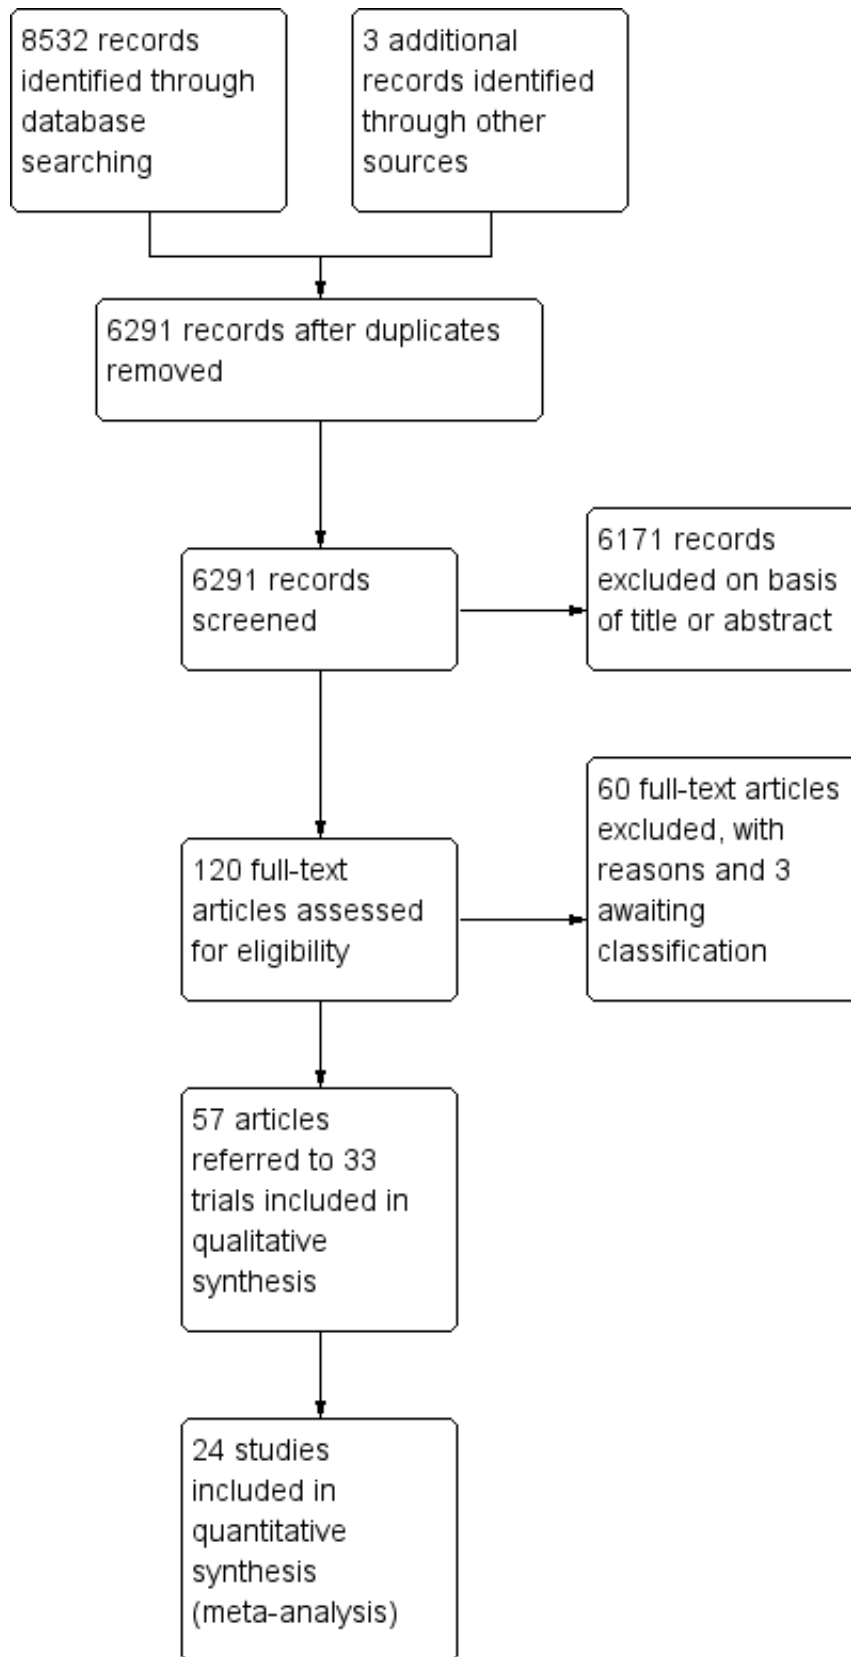 8532 records
identified through
database
searching
3 additional
records identified
through other
sources
6291 records after duplicates
removed
6291 records
screened
6171 records
excluded on basis
of title or abstract
120 full-text
articles assessed
for eligibility
60 full-text articles
excluded, with
reasons and 3
awaiting
classification
57 articles
referred to 33
trials included in
qualitative
synthesis
24 studies
included in
quantitative
synthesis
(meta-analysis)